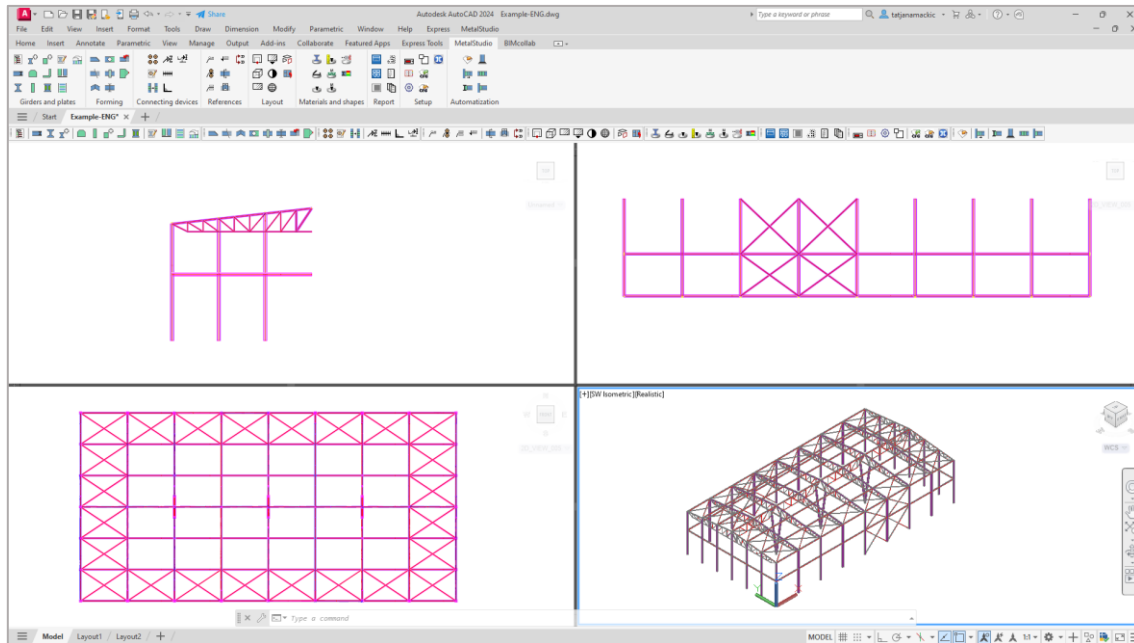 A Share Autodesk AutoCAD 2024 Example-ENG.dwg Type a keyword or phrase tatjanamackic
File Edit View Insert Format Tools Draw Dimension Modify Parametric Window Help Express MetalStudio
Home Insert Annotate Parametric View Manage Output Add-ins Collaborate Featured Apps Express Tools MetalStudio BIMcollab
Girders and plates Forming Connecting devices References Layout Materials and shapes Report Setup Automatization
Start Example-ENG* × +
[+][SW Isometric][Realistic]
WCS
Type a command
Model Layout1 Layout2 + MODEL 1:1